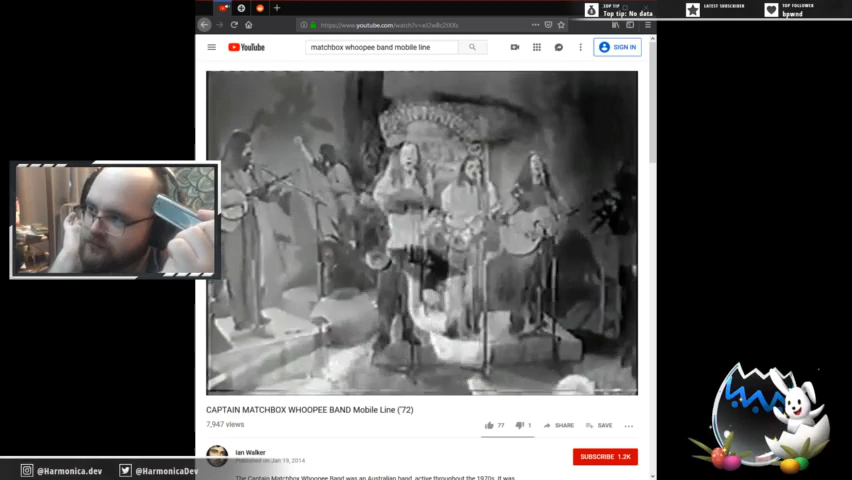 TOP TIP
Top tip: No data
LATEST SUBSCRIBER
TOP FOLLOWER
bpwnd
YouTube
matchbox whoopee band mobile line
SIGN IN
CAPTAIN MATCHBOX WHOOPEE BAND Mobile Line ('72)
7,947 views
77
1
SHARE
SAVE
Ian Walker
Published on Jan 19, 2014
SUBSCRIBE 1.2K
The Captain Matchbox Whoopee Band was an Australian band, active throughout the 1970s. It was
@Harmonica.dev
@HarmonicaDev